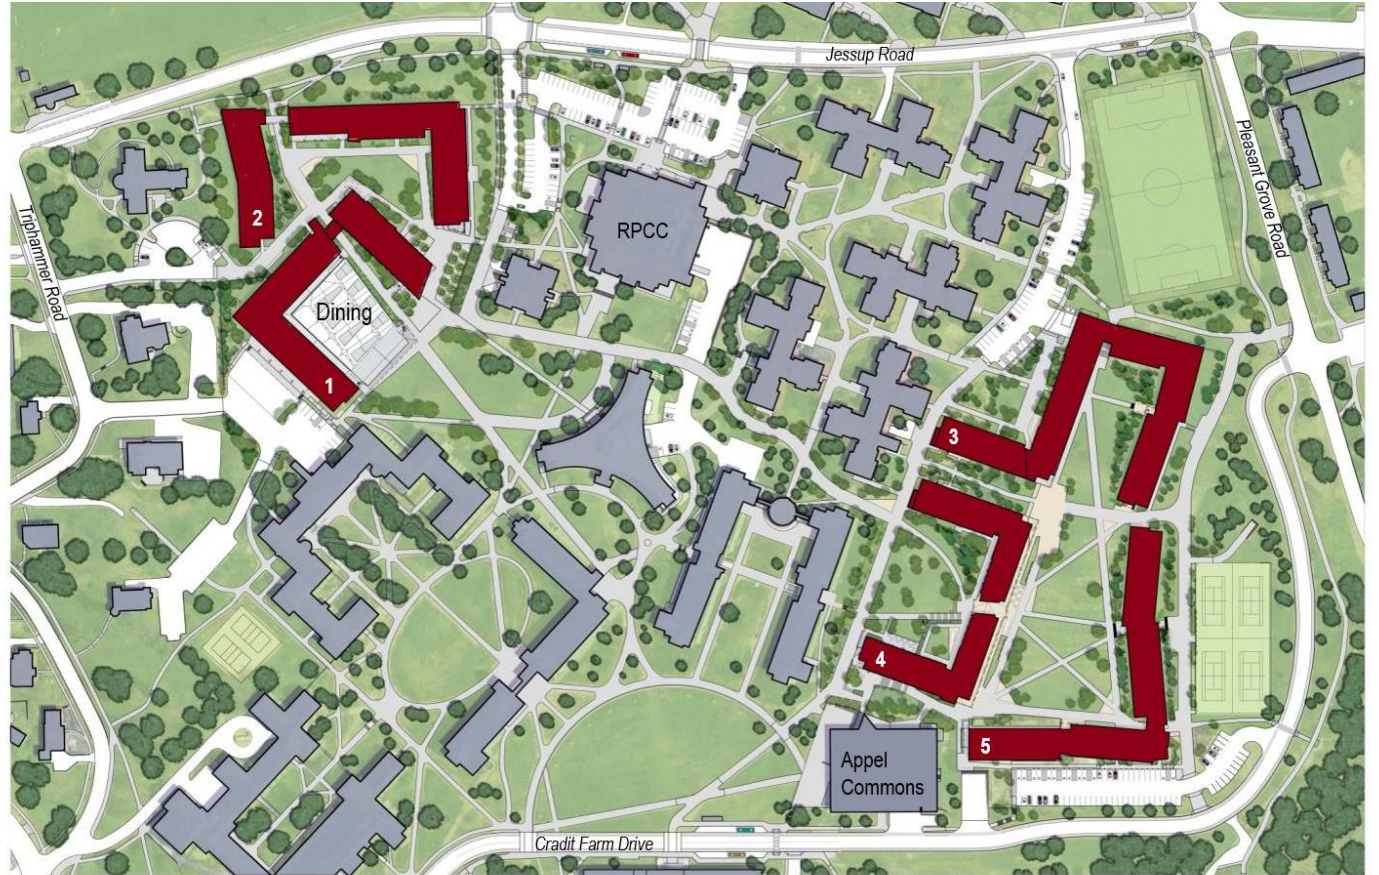 Jessup Road
Pleasant Grove Road
Triphammer Road
2
RPCC
Dining
1
3
4
5
Appel
Commons
Cradit Farm Drive